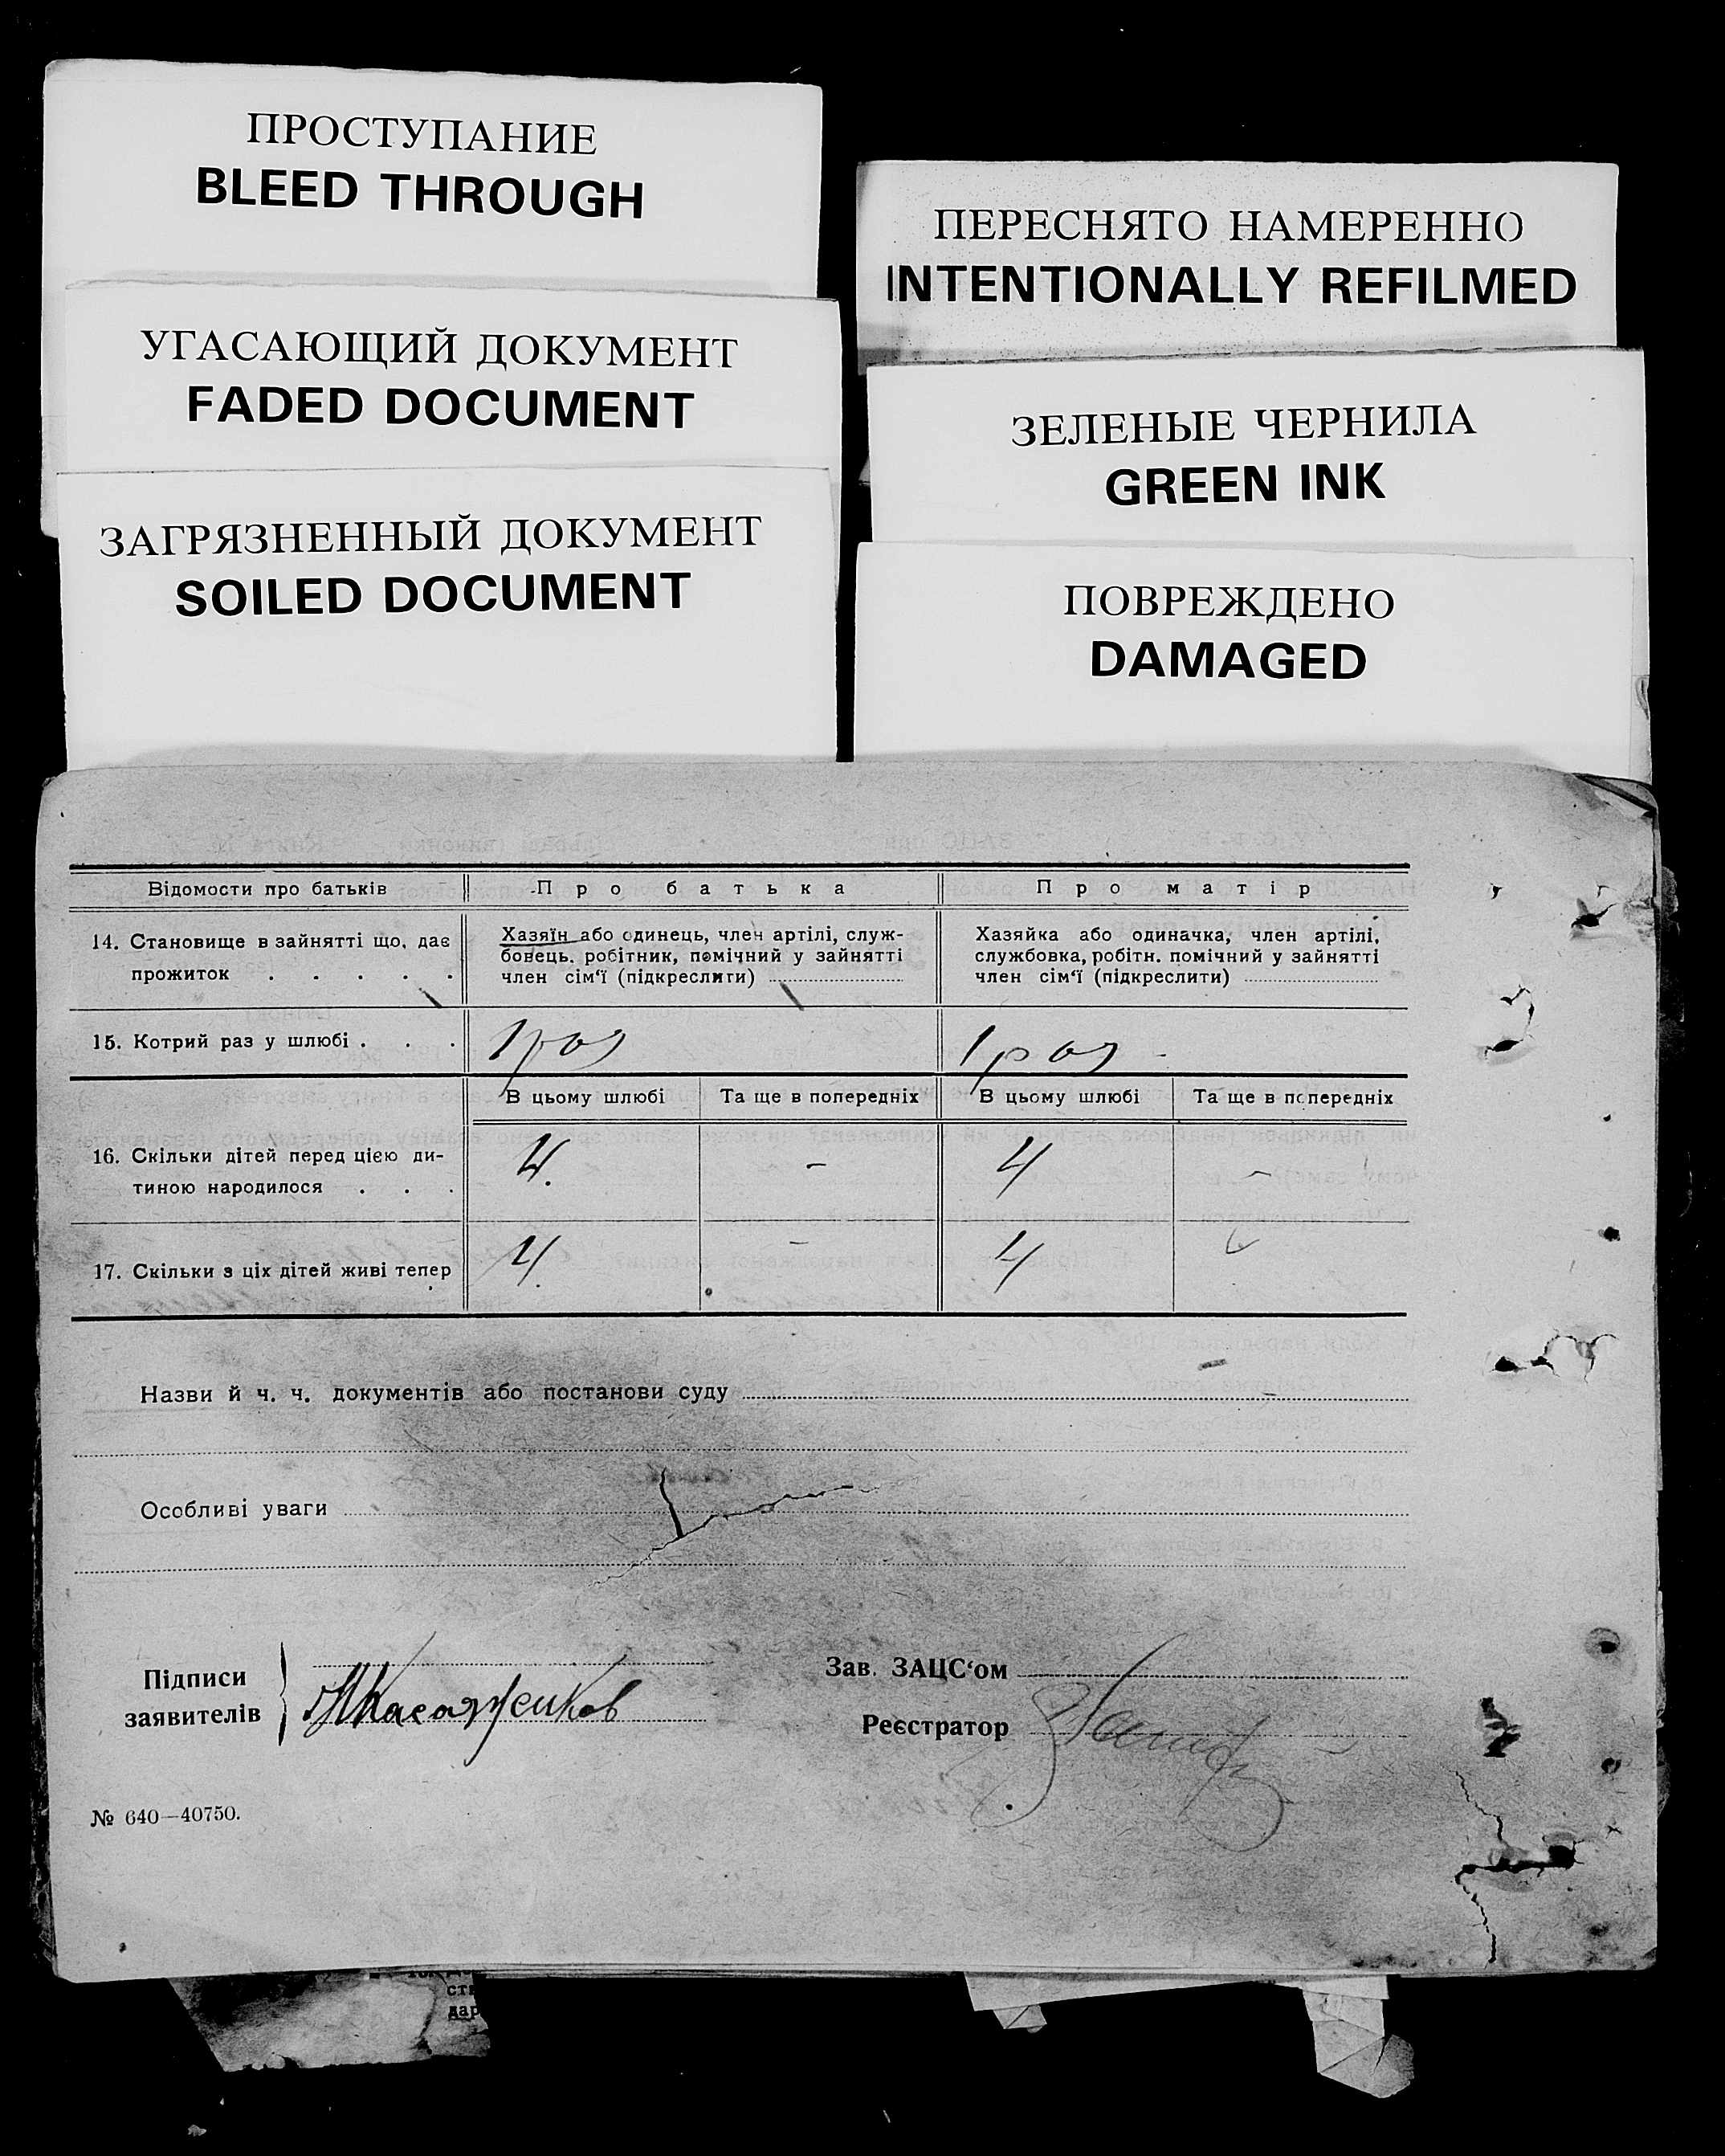 ПРОСТУПАНИЕ
BLEED THROUGH
УГАСАЮЩИЙ ДОКУМЕНТ
FADED DOCUMENT
ЗАГРЯЗНЕННЫЙ ДОКУМЕНТ
SOILED DOCUMENT
ПЕРЕСНЯТО НАМЕРЕННО
INTENTIONALLY REFILMED
ЗЕЛЕНЫЕ ЧЕРНИЛА
GREEN INK
ПОВРЕЖДЕНО
DAMAGED
Відомости про батьків
Про батька
Про матір
14. Становище в зайнятті що, дає
прожиток . . . . .
Хазяїн або одинець, член артілі, служ-
бовець. робітник, помічний у зайнятті
член сім‘ї (підкреслити)
Хазяйка або одиначка, член артілі,
службовка, робітн. помічний у зайнятті
член сім‘ї (підкреслити)
15. Котрий раз у шлюбі . . .
1 раз
1 раз
В цьому шлюбі
Та ще в попередніх
В цьому шлюбі
Та ще в попередніх
16. Скільки дітей перед цією ди-
тиною народилося . . .
4. - 4 -
17. Скільки з ціх дітей живі тепер
4. - 4
Назви й ч. ч. документів або постанови суду
Особливі уваги
Підписи
заявителів
Зав. ЗАЦС‘ом
Реєстратор
№ 640—40750.
ст
дар